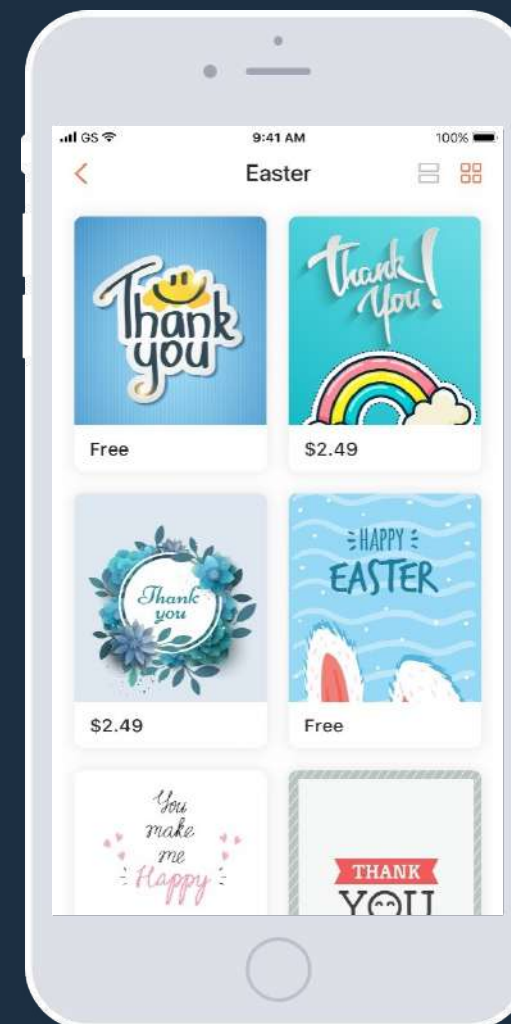 GS
9:41 AM
100%
Easter
Thank
you
Thank
You!
Free
$2.49
Thank
you
HAPPY
EASTER
$2.49
Free
You
make
me
Happy
THANK
YOU